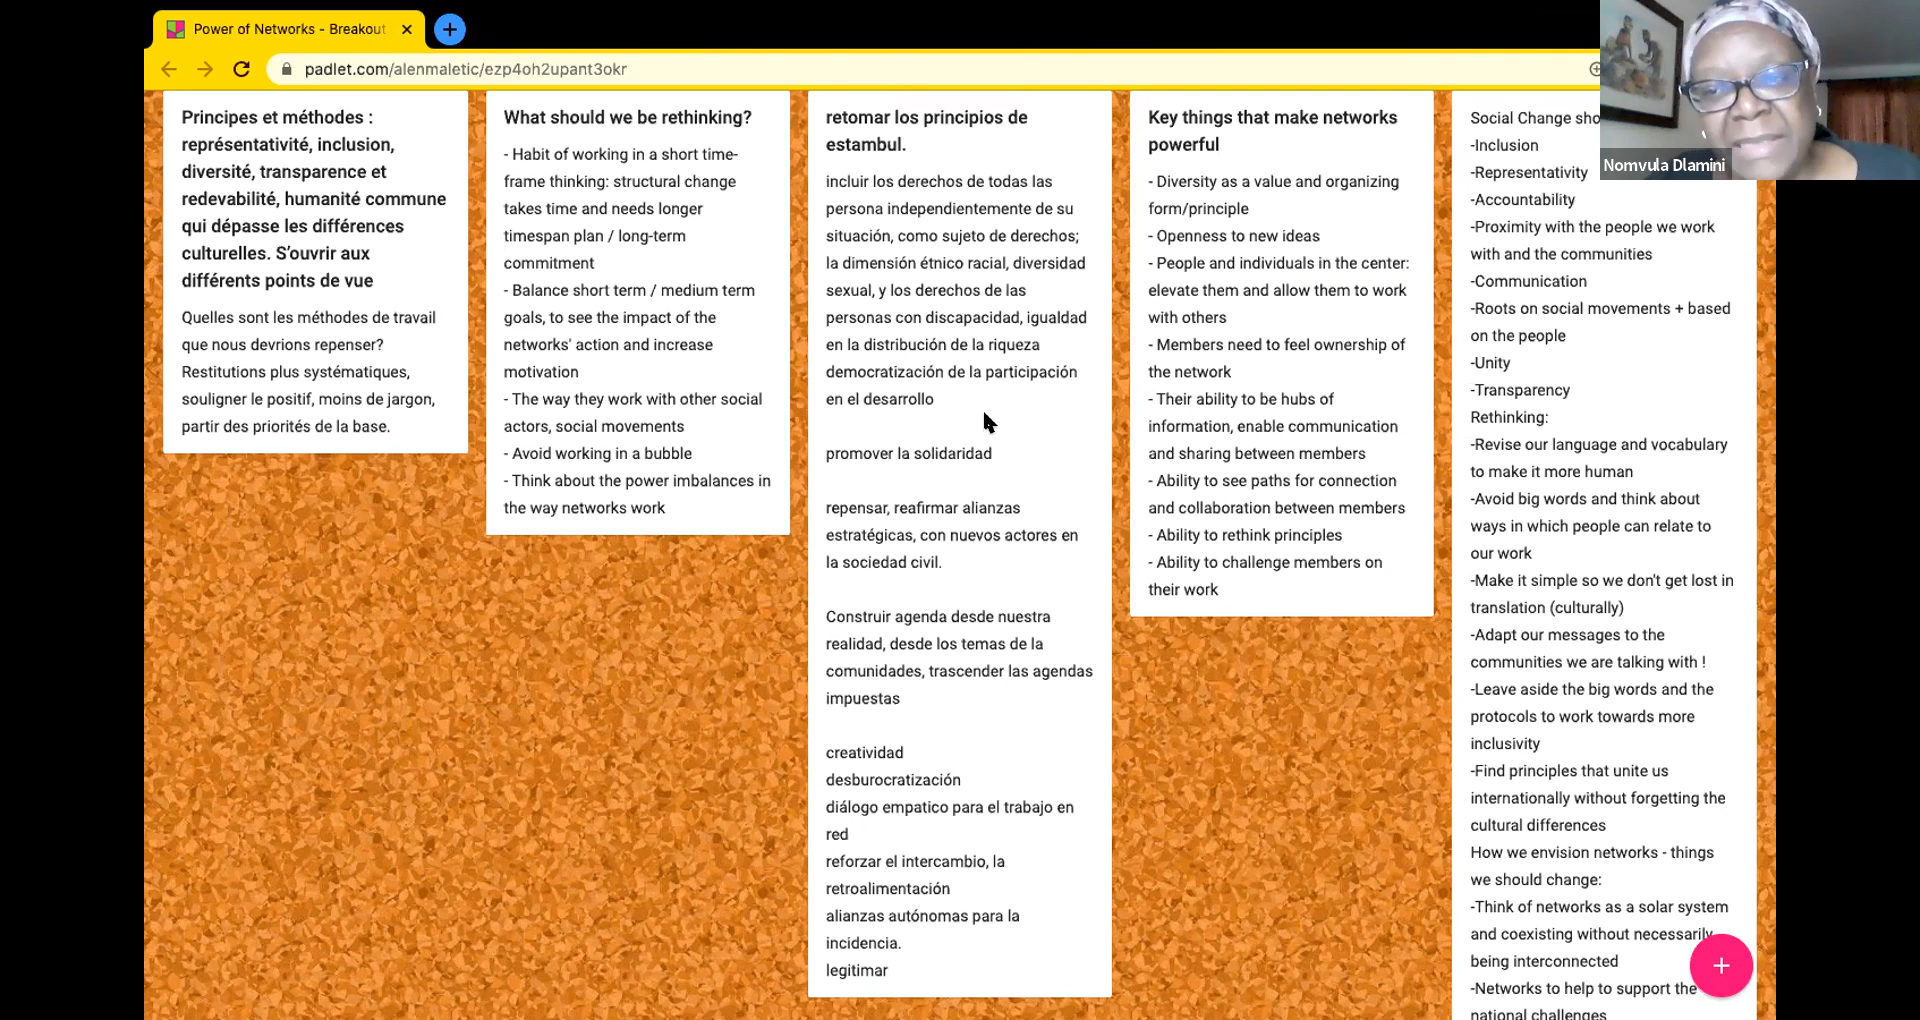 Power of Networks - Breakout
padlet.com/alenmaletic/ezp4oh2upant3okr
Nomvula Dlamini
Principes et méthodes :
représentativité, inclusion,
diversité, transparence et
redevabilité, humanité commune
qui dépasse les différences
culturelles. S’ouvrir aux
différents points de vue
Quelles sont les méthodes de travail
que nous devrions repenser?
Restitutions plus systématiques,
souligner le positif, moins de jargon,
partir des priorités de la base.
What should we be rethinking?
- Habit of working in a short time-
frame thinking: structural change
takes time and needs longer
timespan plan / long-term
commitment
- Balance short term / medium term
goals, to see the impact of the
networks' action and increase
motivation
- The way they work with other social
actors, social movements
- Avoid working in a bubble
- Think about the power imbalances in
the way networks work
retomar los principios de
estambul.
incluir los derechos de todas las
persona independientemente de su
situación, como sujeto de derechos;
la dimensión étnico racial, diversidad
sexual, y los derechos de las
personas con discapacidad, igualdad
en la distribución de la riqueza
democratización de la participación
en el desarrollo
promover la solidaridad
repensar, reafirmar alianzas
estratégicas, con nuevos actores en
la sociedad civil.
Construir agenda desde nuestra
realidad, desde los temas de la
comunidades, trascender las agendas
impuestas
creatividad
desburocratización
diálogo empatico para el trabajo en
red
reforzar el intercambio, la
retroalimentación
alianzas autónomas para la
incidencia.
legitimar
Key things that make networks
powerful
- Diversity as a value and organizing
form/principle
- Openness to new ideas
- People and individuals in the center:
elevate them and allow them to work
with others
- Members need to feel ownership of
the network
- Their ability to be hubs of
information, enable communication
and sharing between members
- Ability to see paths for connection
and collaboration between members
- Ability to rethink principles
- Ability to challenge members on
their work
Social Change sho
-Inclusion
-Representativity
-Accountability
-Proximity with the people we work
with and the communities
-Communication
-Roots on social movements + based
on the people
-Unity
-Transparency
Rethinking:
-Revise our language and vocabulary
to make it more human
-Avoid big words and think about
ways in which people can relate to
our work
-Make it simple so we don't get lost in
translation (culturally)
-Adapt our messages to the
communities we are talking with !
-Leave aside the big words and the
protocols to work towards more
inclusivity
-Find principles that unite us
internationally without forgetting the
cultural differences
How we envision networks - things
we should change:
-Think of networks as a solar system
and coexisting without necessarily
being interconnected
-Networks to help to support the
national challenges